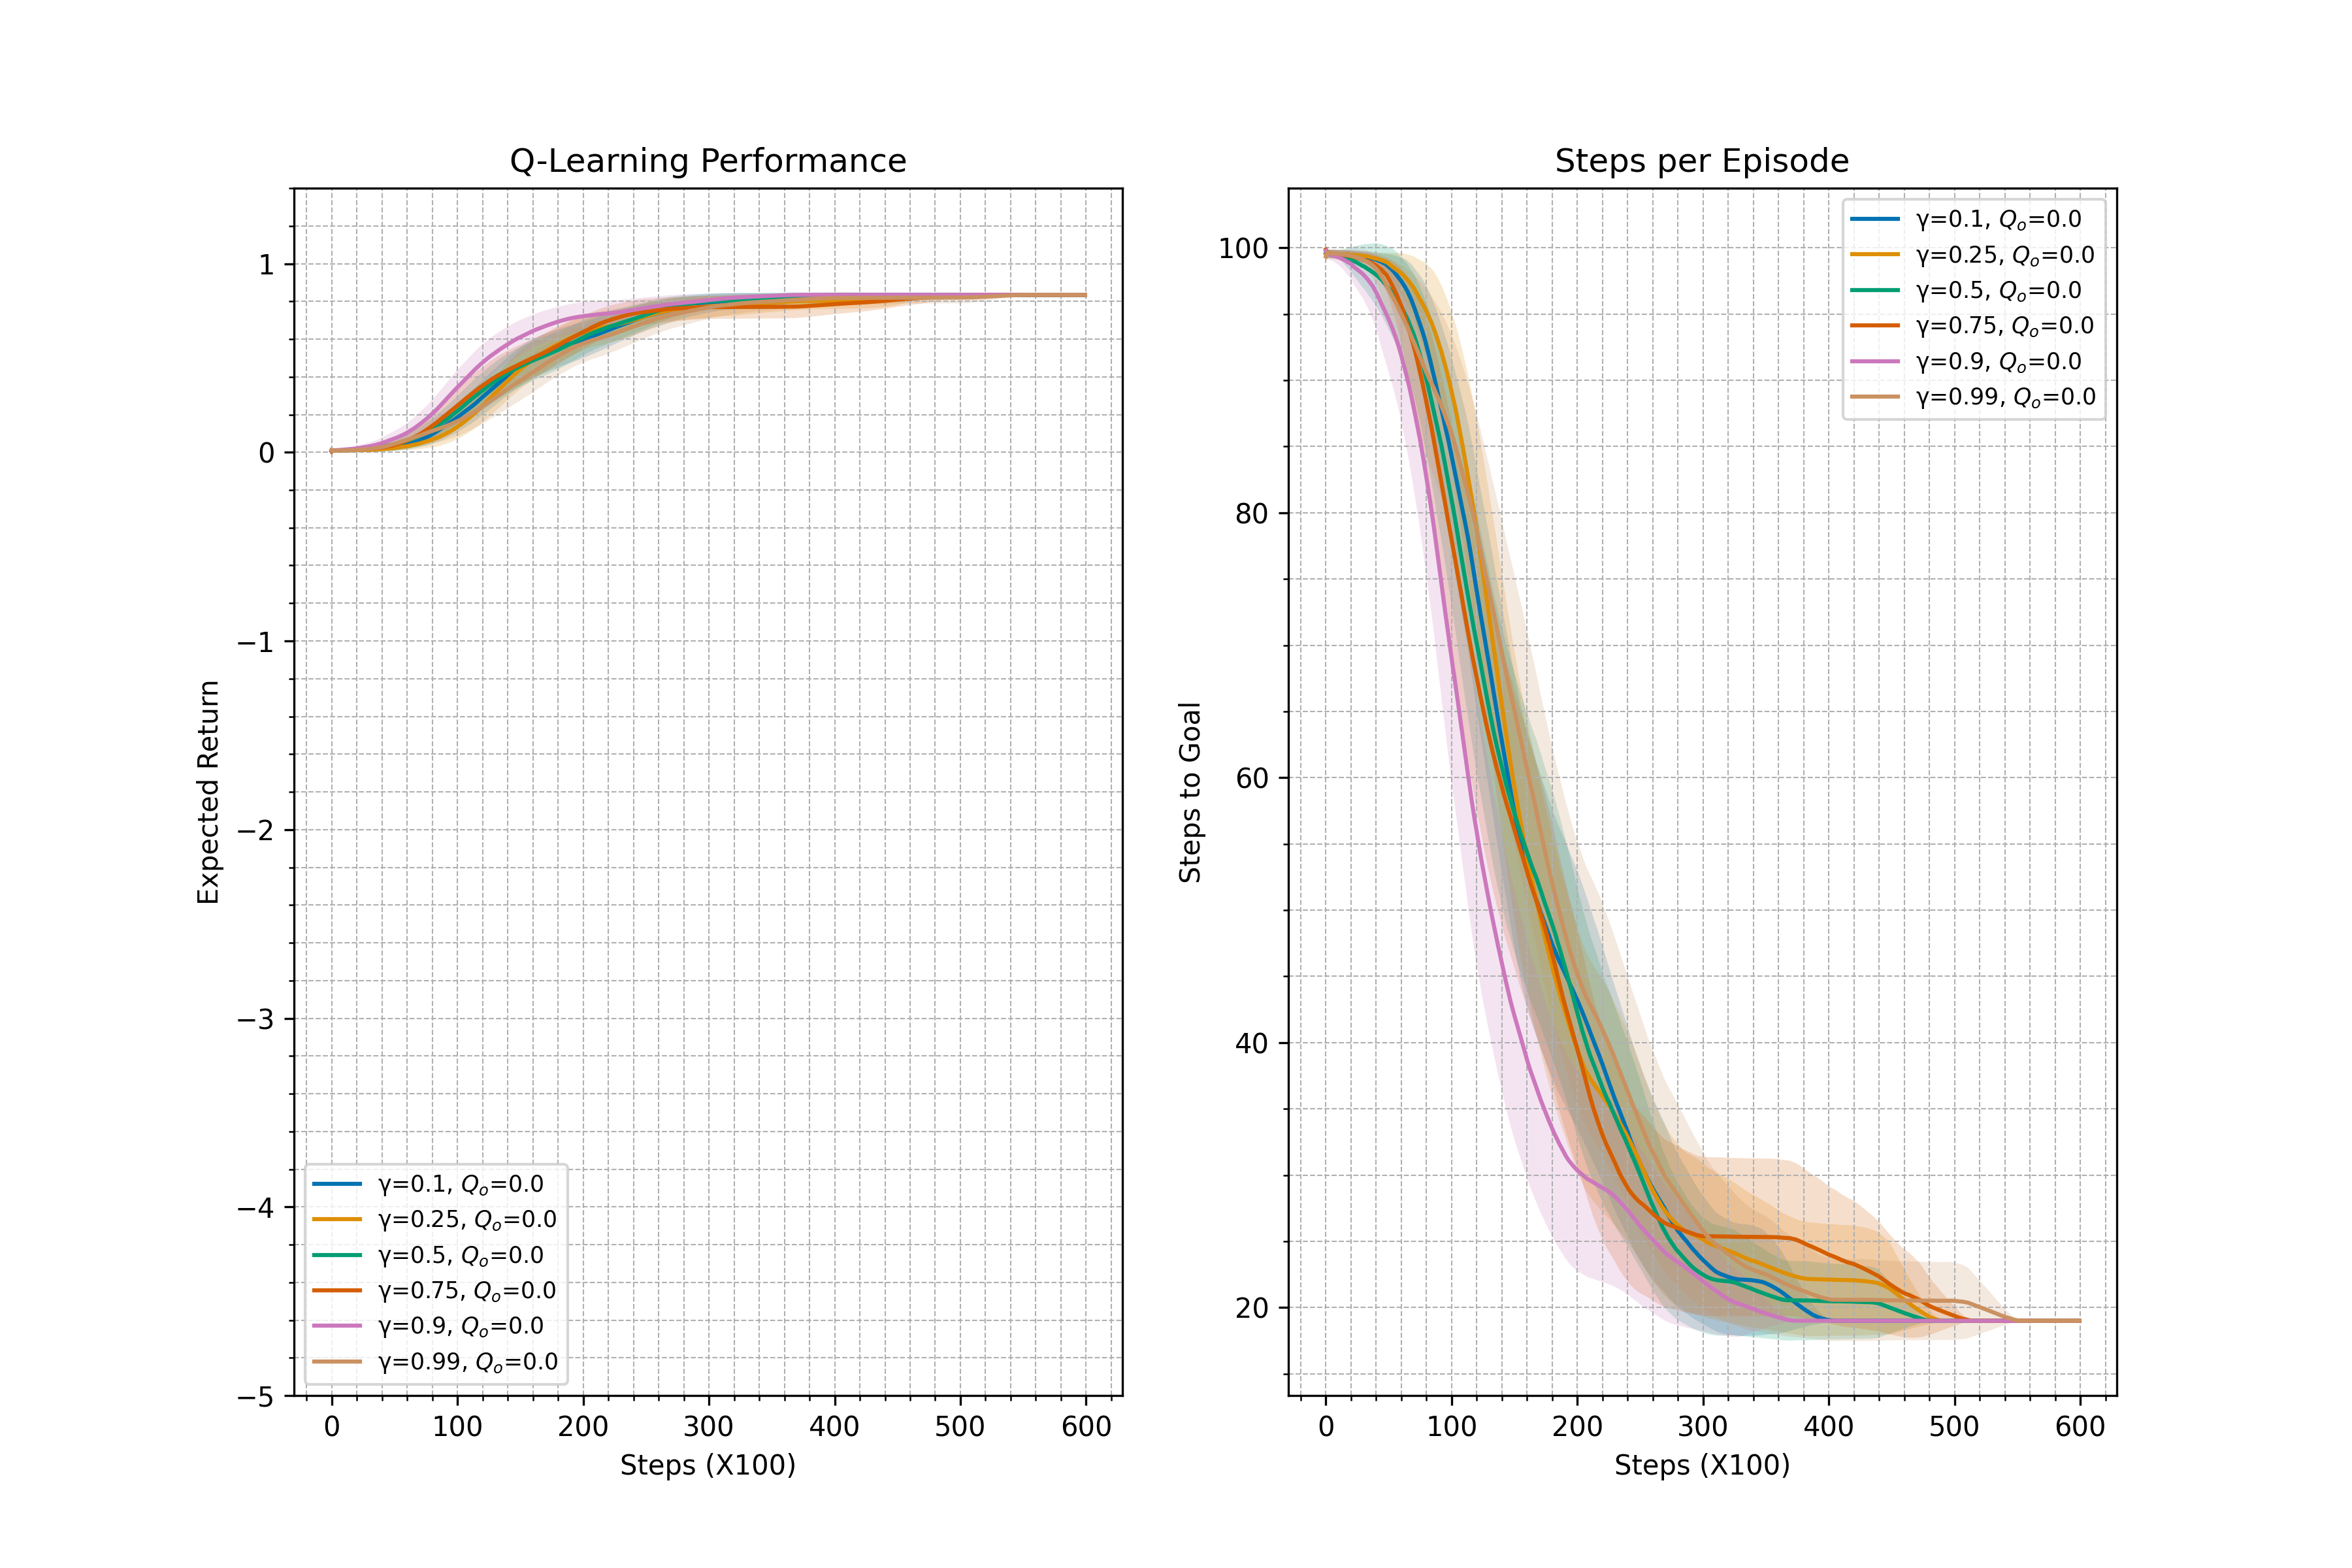 Q-Learning Performance
Expected Return
1
0
−1
−2
−3
−4
−5
γ=0.1, Qₒ=0.0
γ=0.25, Qₒ=0.0
γ=0.5, Qₒ=0.0
γ=0.75, Qₒ=0.0
γ=0.9, Qₒ=0.0
γ=0.99, Qₒ=0.0
0 100 200 300 400 500 600
Steps (X100)
Steps per Episode
Steps to Goal
100
80
60
40
20
γ=0.1, Qₒ=0.0
γ=0.25, Qₒ=0.0
γ=0.5, Qₒ=0.0
γ=0.75, Qₒ=0.0
γ=0.9, Qₒ=0.0
γ=0.99, Qₒ=0.0
0 100 200 300 400 500 600
Steps (X100)